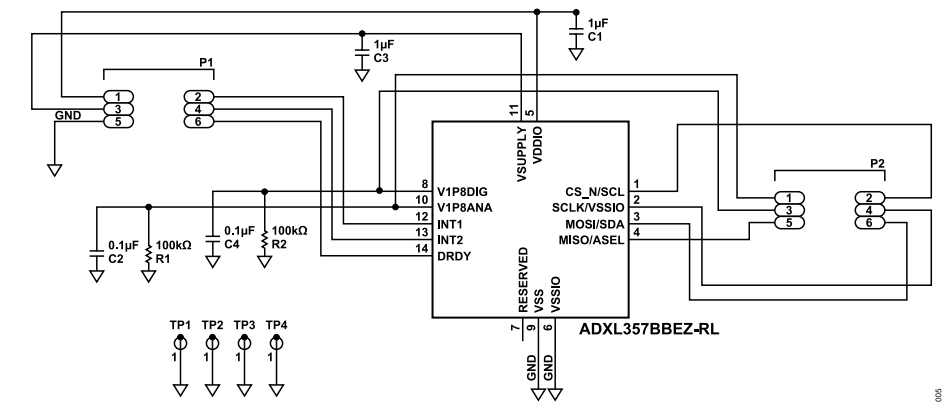 1µF
C1
1µF
C3
P1
1
2
3
4
5
6
GND
11
5
VSUPPLY
VDDIO
8
V1P8DIG
10
V1P8ANA
12
INT1
13
INT2
14
DRDY
CS_N/SCL
1
SCLK/VSSIO
2
MOSI/SDA
3
MISO/ASEL
4
P2
1
2
3
4
5
6
0.1µF
C2
100kΩ
R1
0.1µF
C4
100kΩ
R2
RESERVED
VSS
VSSIO
7
9
6
ADXL357BBEZ-RL
GND
GND
TP1
TP2
TP3
TP4
1
1
1
1
005